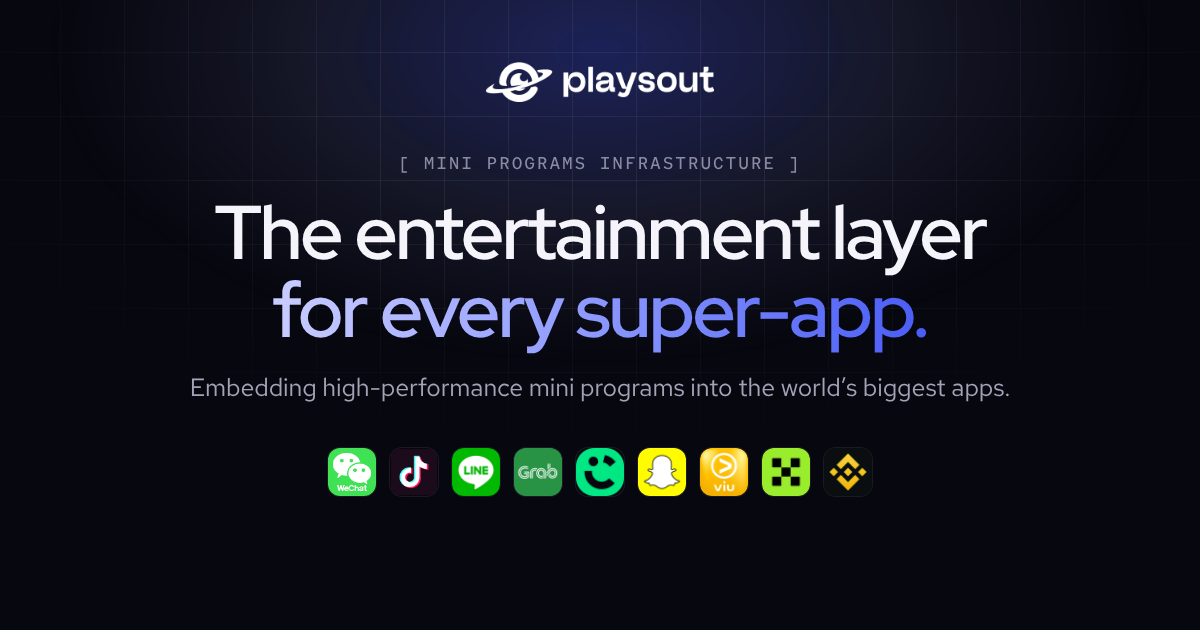 playsout
[ MINI PROGRAMS INFRASTRUCTURE ]
The entertainment layer
for every super-app.
Embedding high-performance mini programs into the world’s biggest apps.
WeChat
LINE
Grab
viu